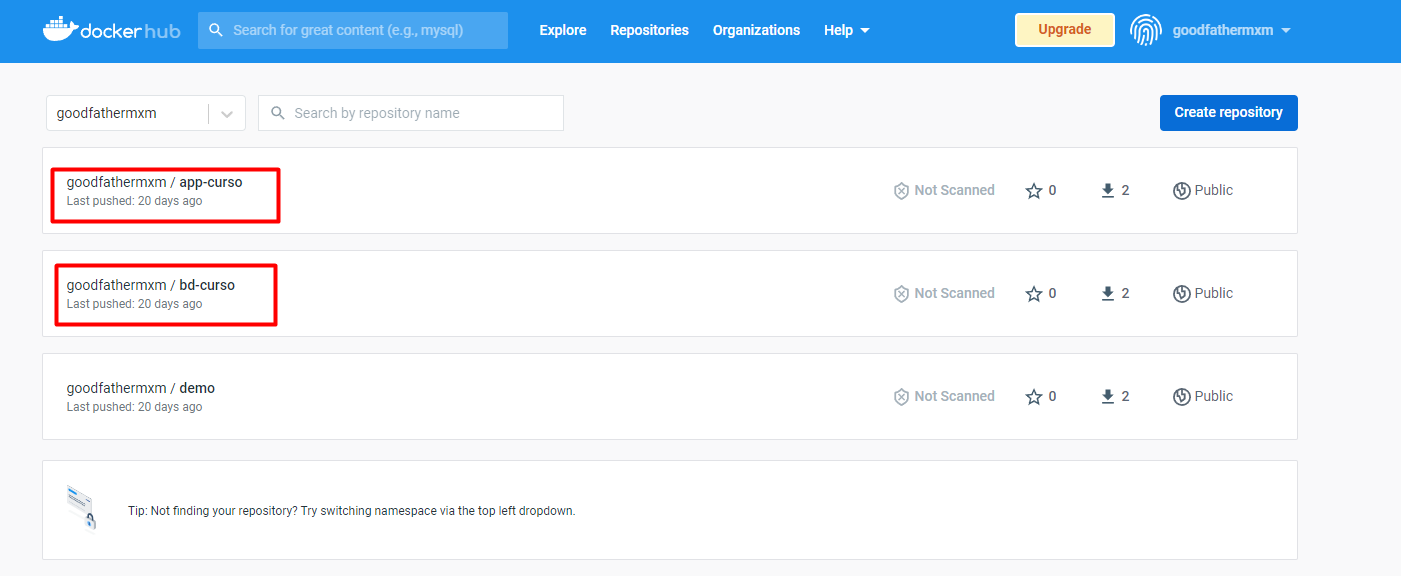 docker hub Search for great content (e.g., mysql) Explore Repositories Organizations Help Upgrade goodfathermxm
goodfathermxm Search by repository name Create repository
goodfathermxm / app-curso
Last pushed: 20 days ago
Not Scanned 0 2 Public
goodfathermxm / bd-curso
Last pushed: 20 days ago
Not Scanned 0 2 Public
goodfathermxm / demo
Last pushed: 20 days ago
Not Scanned 0 2 Public
Tip: Not finding your repository? Try switching namespace via the top left dropdown.